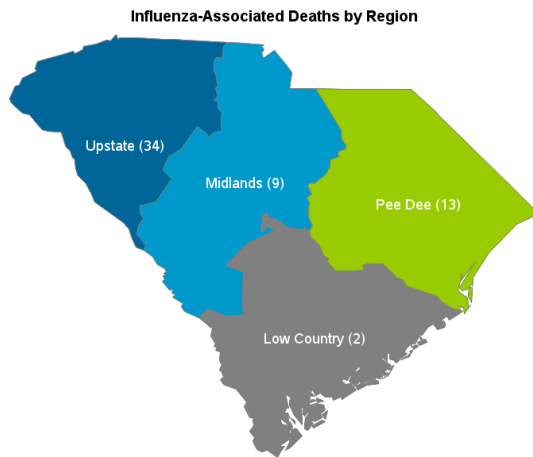 Influenza-Associated Deaths by Region
Upstate (34)
Midlands (9)
Pee Dee (13)
Low Country (2)